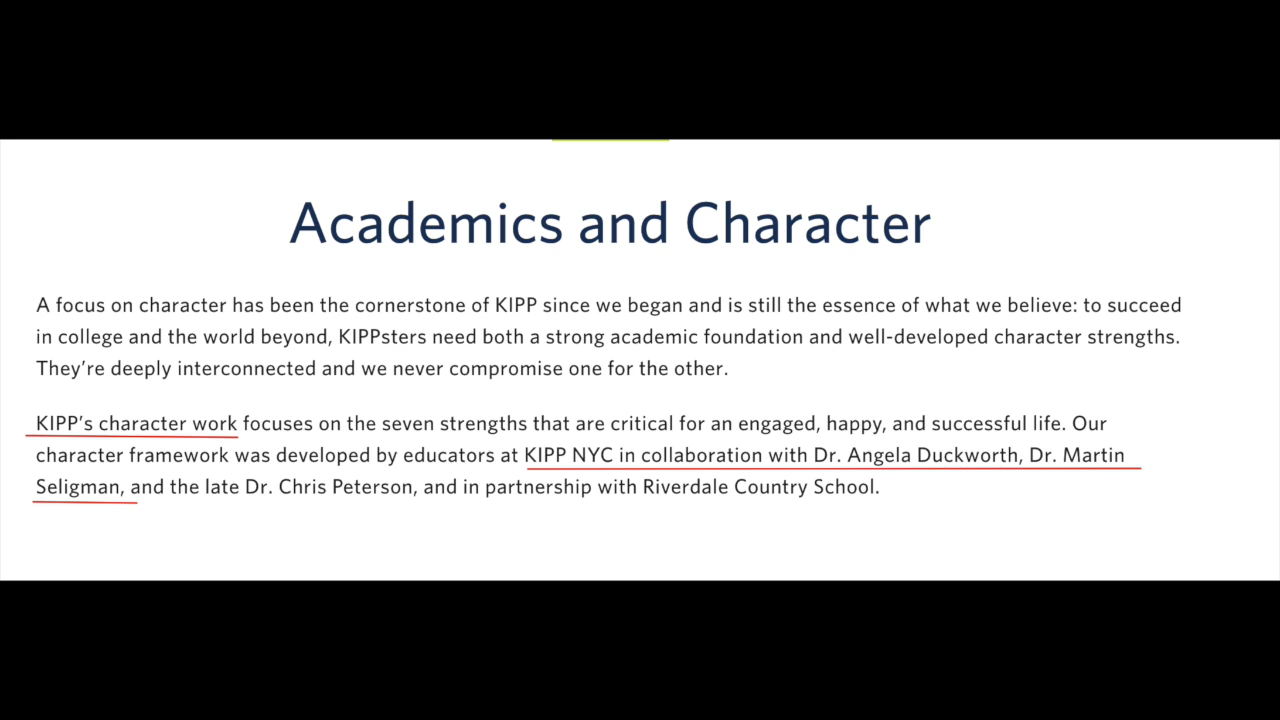 Academics and Character
A focus on character has been the cornerstone of KIPP since we began and is still the essence of what we believe: to succeed
in college and the world beyond, KIPPsters need both a strong academic foundation and well-developed character strengths.
They’re deeply interconnected and we never compromise one for the other.
KIPP’s character work focuses on the seven strengths that are critical for an engaged, happy, and successful life. Our
character framework was developed by educators at KIPP NYC in collaboration with Dr. Angela Duckworth, Dr. Martin
Seligman, and the late Dr. Chris Peterson, and in partnership with Riverdale Country School.